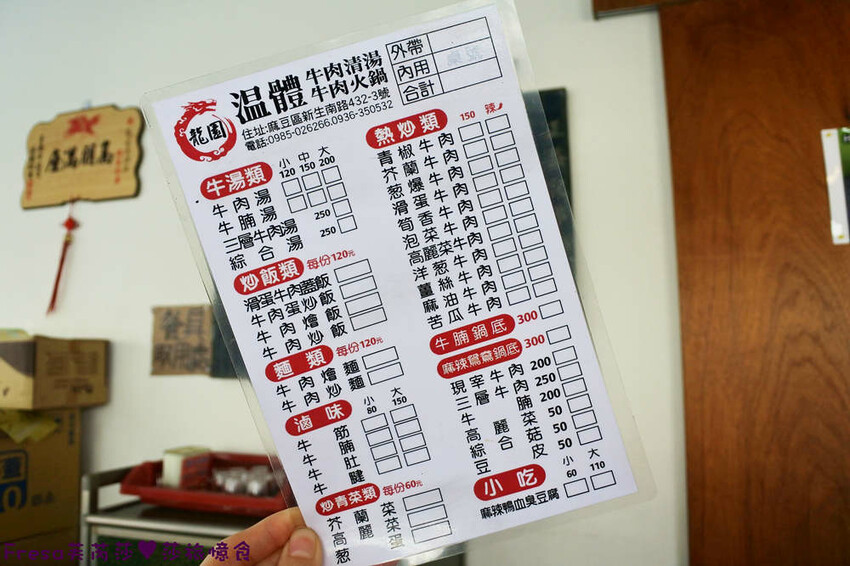 高朋滿座
龍園
温體
牛肉清湯
牛肉火鍋
住址:麻豆區新生南路432-3號
電話:0985-026266.0936-350532
外帶
內用
合計
牛湯類
小 中 大
120 150 200
牛肉湯
牛腩湯
三層牛肉湯 250
綜合湯 250
炒飯類 每份120元
滑蛋牛肉蓋飯
牛肉蛋炒飯
牛肉燴飯
牛肉炒飯
麵類 每份120元
牛肉燴麵
牛肉炒麵
滷味
小 大
80 150
牛筋
牛腩
牛肚
牛腱
炒青菜類 每份60元
芥蘭菜
高麗菜
葱蛋
熱炒類 150 辣
青椒牛肉
芥蘭牛肉
葱爆牛肉
滑蛋牛肉
筍香牛肉
泡菜牛肉
高麗菜牛肉
洋葱牛肉
薑絲牛肉
麻油牛肉
苦瓜牛肉
牛腩鍋底 300
麻辣鴛鴦鍋底 300
現宰牛肉 200
三層牛腩 250
牛 200
高麗菜 50
綜合菇 50
豆皮 50
小吃
小 大
60 110
麻辣鴨血臭豆腐